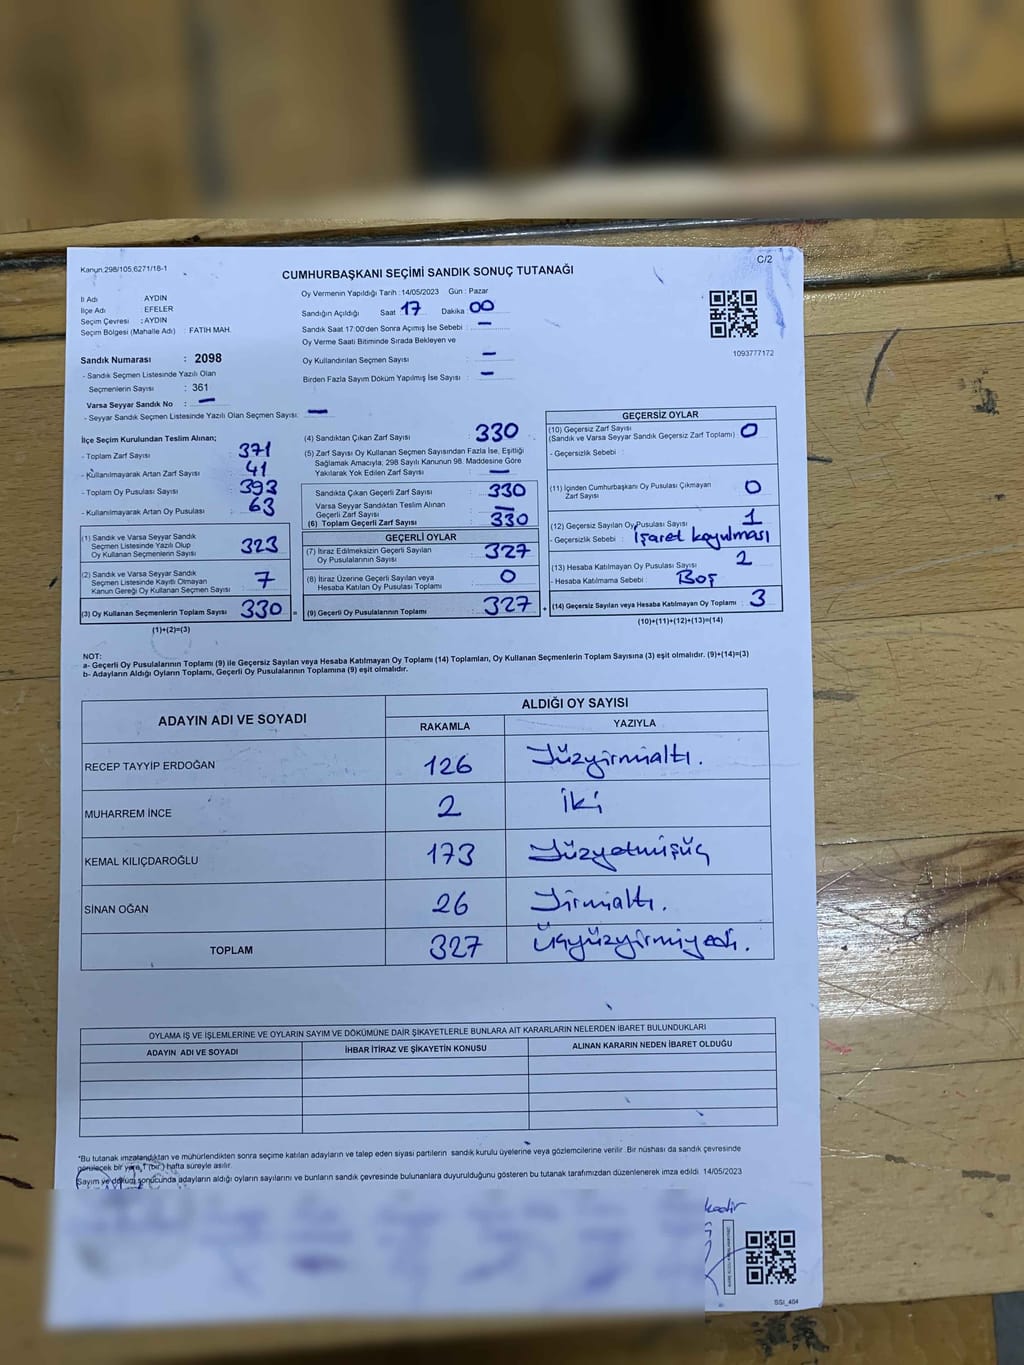 Kanun.298/105.6271/18-1
C/2
CUMHURBAŞKANI SEÇİMİ SANDIK SONUÇ TUTANAĞI
İl Adı AYDIN
İlçe Adı EFELER
Seçim Çevresi : AYDIN
Seçim Bölgesi (Mahalle Adı) : FATİH MAH.
Oy Vermenin Yapıldığı Tarih :14/05/2023 Gün : Pazar
Sandığın Açıldığı Saat 17 Dakika 00
Sandık Saat 17:00'den Sonra Açımış İse Sebebi : —
Oy Verme Saati Bitiminde Sırada Bekleyen ve
Oy Kullandırılan Seçmen Sayısı : —
Birden Fazla Sayım Döküm Yapılmış İse Sayısı : —
1093777172
Sandık Numarası : 2098
- Sandık Seçmen Listesinde Yazılı Olan
Seçmenlerin Sayısı : 361
Varsa Seyyar Sandık No : —
- Seyyar Sandık Seçmen Listesinde Yazılı Olan Seçmen Sayısı: —
İlçe Seçim Kurulundan Teslim Alınan;
- Toplam Zarf Sayısı : 371
- Kullanılmayarak Artan Zarf Sayısı : 41
- Toplam Oy Pusulası Sayısı : 393
- Kullanılmayarak Artan Oy Pusulası : 63
(1) Sandık ve Varsa Seyyar Sandık
Seçmen Listesinde Yazılı Olup
Oy Kullanan Seçmenlerin Sayısı : 323
(2) Sandık ve Varsa Seyyar Sandık
Seçmen Listesinde Kayıtlı Olmayan
Kanun Gereği Oy Kullanan Seçmen Sayısı : 7
(3) Oy Kullanan Seçmenlerin Toplam Sayısı : 330
(1)+(2)=(3)
(4) Sandıktan Çıkan Zarf Sayısı : 330
(5) Zarf Sayısı Oy Kullanan Seçmen Sayısından Fazla İse, Eşitliği
Sağlamak Amacıyla, 298 Sayılı Kanunun 98. Maddesine Göre
Yakılarak Yok Edilen Zarf Sayısı : —
Sandıkta Çıkan Geçerli Zarf Sayısı : 330
Varsa Seyyar Sandıktan Teslim Alınan
Geçerli Zarf Sayısı : —
(6) Toplam Geçerli Zarf Sayısı : 330
GEÇERLİ OYLAR
(7) İtiraz Edilmeksizin Geçerli Sayılan
Oy Pusulalarının Sayısı : 327
(8) İtiraz Üzerine Geçerli Sayılan veya
Hesaba Katılan Oy Pusulası Toplamı : 0
(9) Geçerli Oy Pusulalarının Toplamı : 327
GEÇERSİZ OYLAR
(10) Geçersiz Zarf Sayısı
(Sandık ve Varsa Seyyar Sandık Geçersiz Zarf Toplamı) : 0
- Geçersizlik Sebebi :
(11) İçinden Cumhurbaşkanı Oy Pusulası Çıkmayan
Zarf Sayısı : 0
(12) Geçersiz Sayılan Oy Pusulası Sayısı : 1
- Geçersizlik Sebebi : İşaret koyulması
(13) Hesaba Katılmayan Oy Pusulası Sayısı : 2
- Hesaba Katılmama Sebebi : Boş
(14) Geçersiz Sayılan veya Hesaba Katılmayan Oy Toplamı : 3
(10)+(11)+(12)+(13)=(14)
NOT:
a- Geçerli Oy Pusulalarının Toplamı (9) ile Geçersiz Sayılan veya Hesaba Katılmayan Oy Toplamı (14) Toplamları, Oy Kullanan Seçmenlerin Toplam Sayısına (3) eşit olmalıdır. (9)+(14)=(3)
b- Adayların Aldığı Oyların Toplamı, Geçerli Oy Pusulalarının Toplamına (9) eşit olmalıdır.
ADAYIN ADI VE SOYADI
ALDIĞI OY SAYISI
RAKAMLA YAZIYLA
RECEP TAYYİP ERDOĞAN 126 Yüzyirmialtı.
MUHARREM İNCE 2 iki
KEMAL KILIÇDAROĞLU 173 Yüzyetmişüç
SİNAN OĞAN 26 Yirmialtı.
TOPLAM 327 Üçyüzyirmiyedi.
OYLAMA İŞ VE İŞLEMLERİNE VE OYLARIN SAYIM VE DÖKÜMÜNE DAİR ŞİKAYETLERLE BUNLARA AİT KARARLARIN NELERDEN İBARET BULUNDUKLARI
ADAYIN ADI VE SOYADI İHBAR İTİRAZ VE ŞİKAYETİN KONUSU ALINAN KARARIN NEDEN İBARET OLDUĞU
*Bu tutanak imzalandıktan ve mühürlendikten sonra seçime katılan adayların ve talep eden siyasi partilerin sandık kurulu üyelerine veya gözlemcilerine verilir. Bir nüshası da sandık çevresinde
görülecek bir yere 1 (bir) hafta süreyle asılır.
Sayım ve döküm sonucunda adayların aldığı oyların sayılarını ve bunların sandık çevresinde bulunanlara duyurulduğunu gösteren bu tutanak tarafımızdan düzenlenerek imza edildi. 14/05/2023
SSI_404